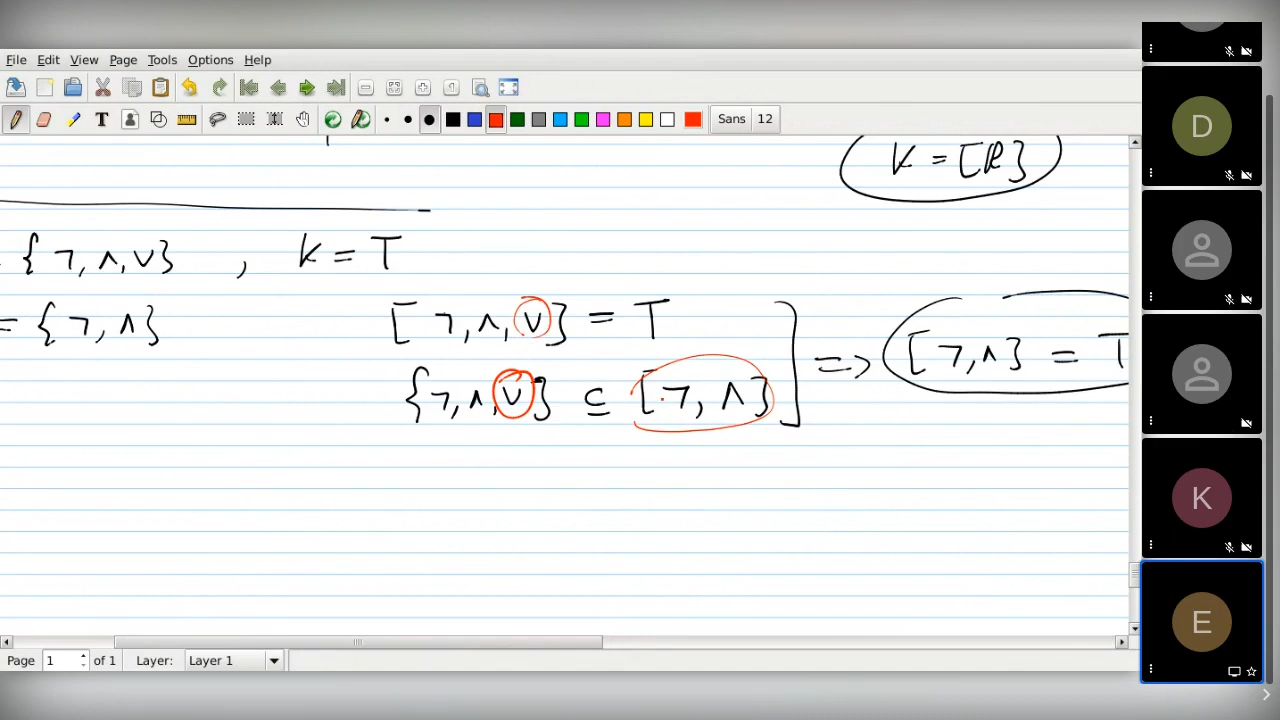 File Edit View Page Tools Options Help
Sans 12
D
K = [R]
{ ¬, ∧, ∨ } , K = T
= { ¬, ∧ }
[ ¬, ∧, ∨ ] = T
{ ¬, ∧, ∨ } ⊆ [ ¬, ∧ ]
=> [ ¬, ∧ ] = T
K
E
Page 1 of 1 Layer: Layer 1